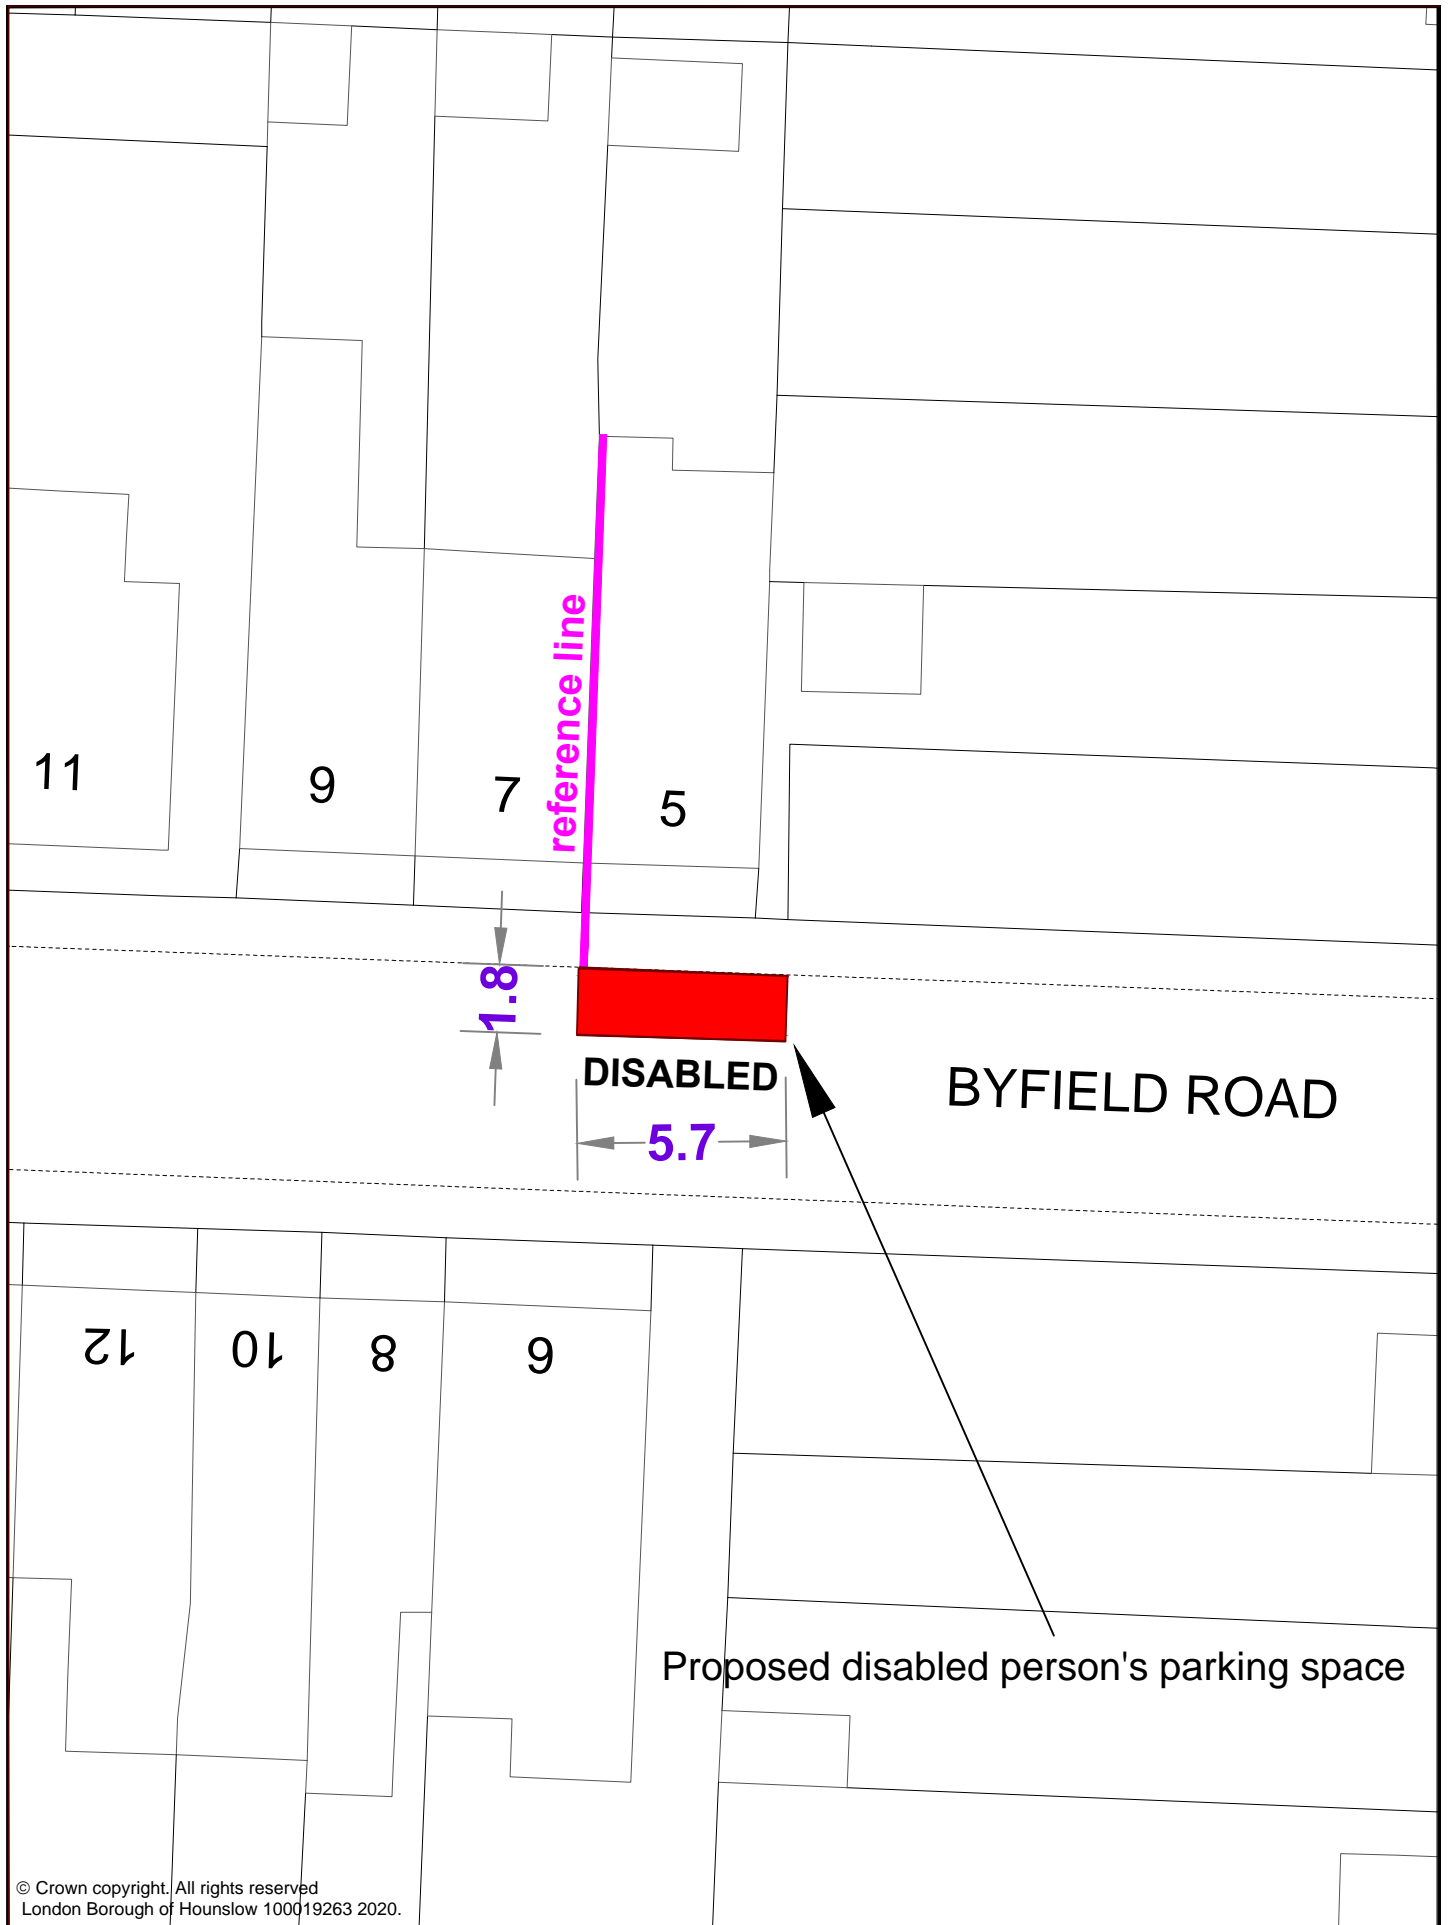 11
9
7
5
reference line
1.8
DISABLED
5.7
BYFIELD ROAD
12
10
8
6
Proposed disabled person's parking space
© Crown copyright. All rights reserved
London Borough of Hounslow 100019263 2020.